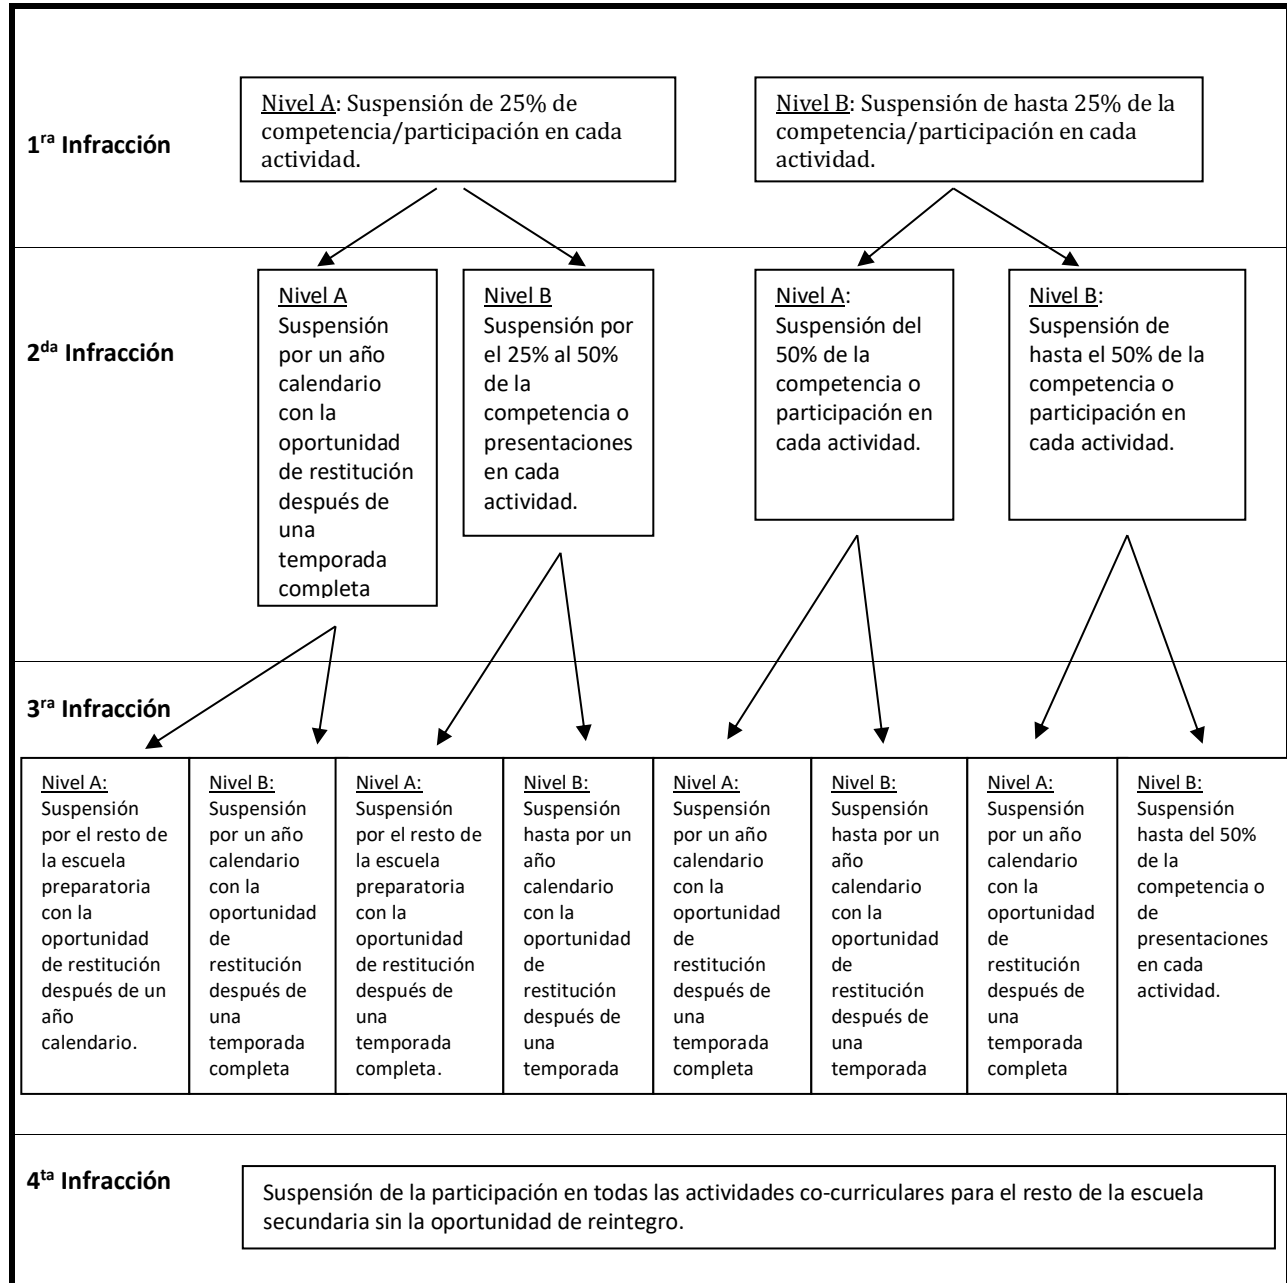 1ra Infracción
Nivel A: Suspensión de 25% de
competencia/participación en cada
actividad.
Nivel B: Suspensión de hasta 25% de la
competencia/participación en cada
actividad.
2da Infracción
Nivel A
Suspensión
por un año
calendario
con la
oportunidad
de restitución
después de
una
temporada
completa
Nivel B
Suspensión por
el 25% al 50%
de la
competencia o
presentaciones
en cada
actividad.
Nivel A:
Suspensión del
50% de la
competencia o
participación en
cada actividad.
Nivel B:
Suspensión de
hasta el 50% de la
competencia o
participación en
cada actividad.
3ra Infracción
Nivel A:
Suspensión
por el resto de
la escuela
preparatoria
con la
oportunidad
de restitución
después de un
año
calendario.
Nivel B:
Suspensión
por un año
calendario
con la
oportunidad
de
restitución
después de
una
temporada
completa
Nivel A:
Suspensión
por el resto de
la escuela
preparatoria
con la
oportunidad
de restitución
después de
una
temporada
completa.
Nivel B:
Suspensión
hasta por un
año
calendario
con la
oportunidad
de
restitución
después de
una
temporada
Nivel A:
Suspensión
por un año
calendario
con la
oportunidad
de
restitución
después de
una
temporada
completa
Nivel B:
Suspensión
hasta por un
año
calendario
con la
oportunidad
de
restitución
después de
una
temporada
Nivel A:
Suspensión
por un año
calendario
con la
oportunidad
de
restitución
después de
una
temporada
completa
Nivel B:
Suspensión
hasta del 50%
de la
competencia o
de
presentaciones
en cada
actividad.
4ta Infracción
Suspensión de la participación en todas las actividades co-curriculares para el resto de la escuela
secundaria sin la oportunidad de reintegro.